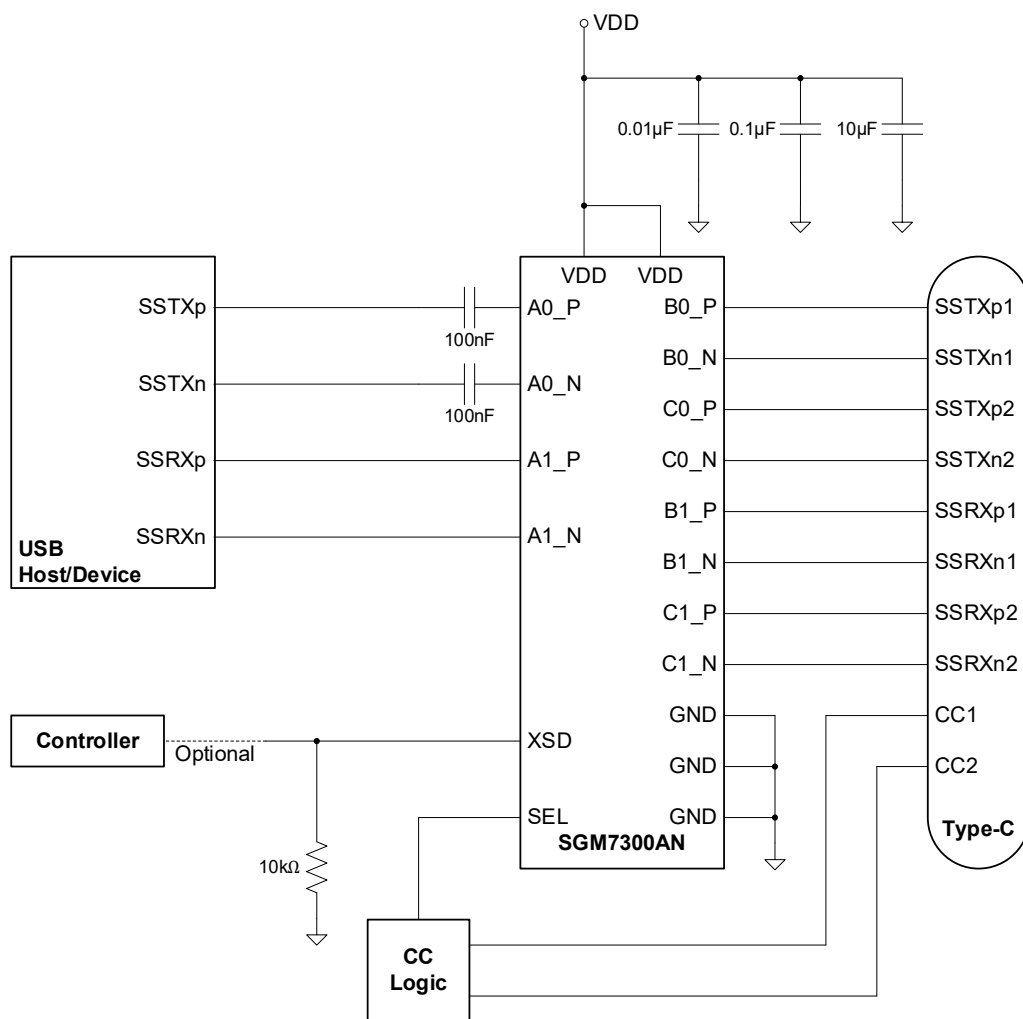 VDD
0.01µF
0.1µF
10µF
VDD
VDD
SSTXp
100nF
A0_P
B0_P
SSTXp1
B0_N
SSTXn1
SSTXn
100nF
A0_N
C0_P
SSTXp2
SSRXp
A1_P
C0_N
SSTXn2
B1_P
SSRXp1
SSRXn
A1_N
USB
Host/Device
B1_N
SSRXn1
C1_P
SSRXp2
C1_N
SSRXn2
GND
CC1
Controller
Optional
XSD
GND
CC2
SEL
GND
Type-C
SGM7300AN
10kΩ
CC
Logic